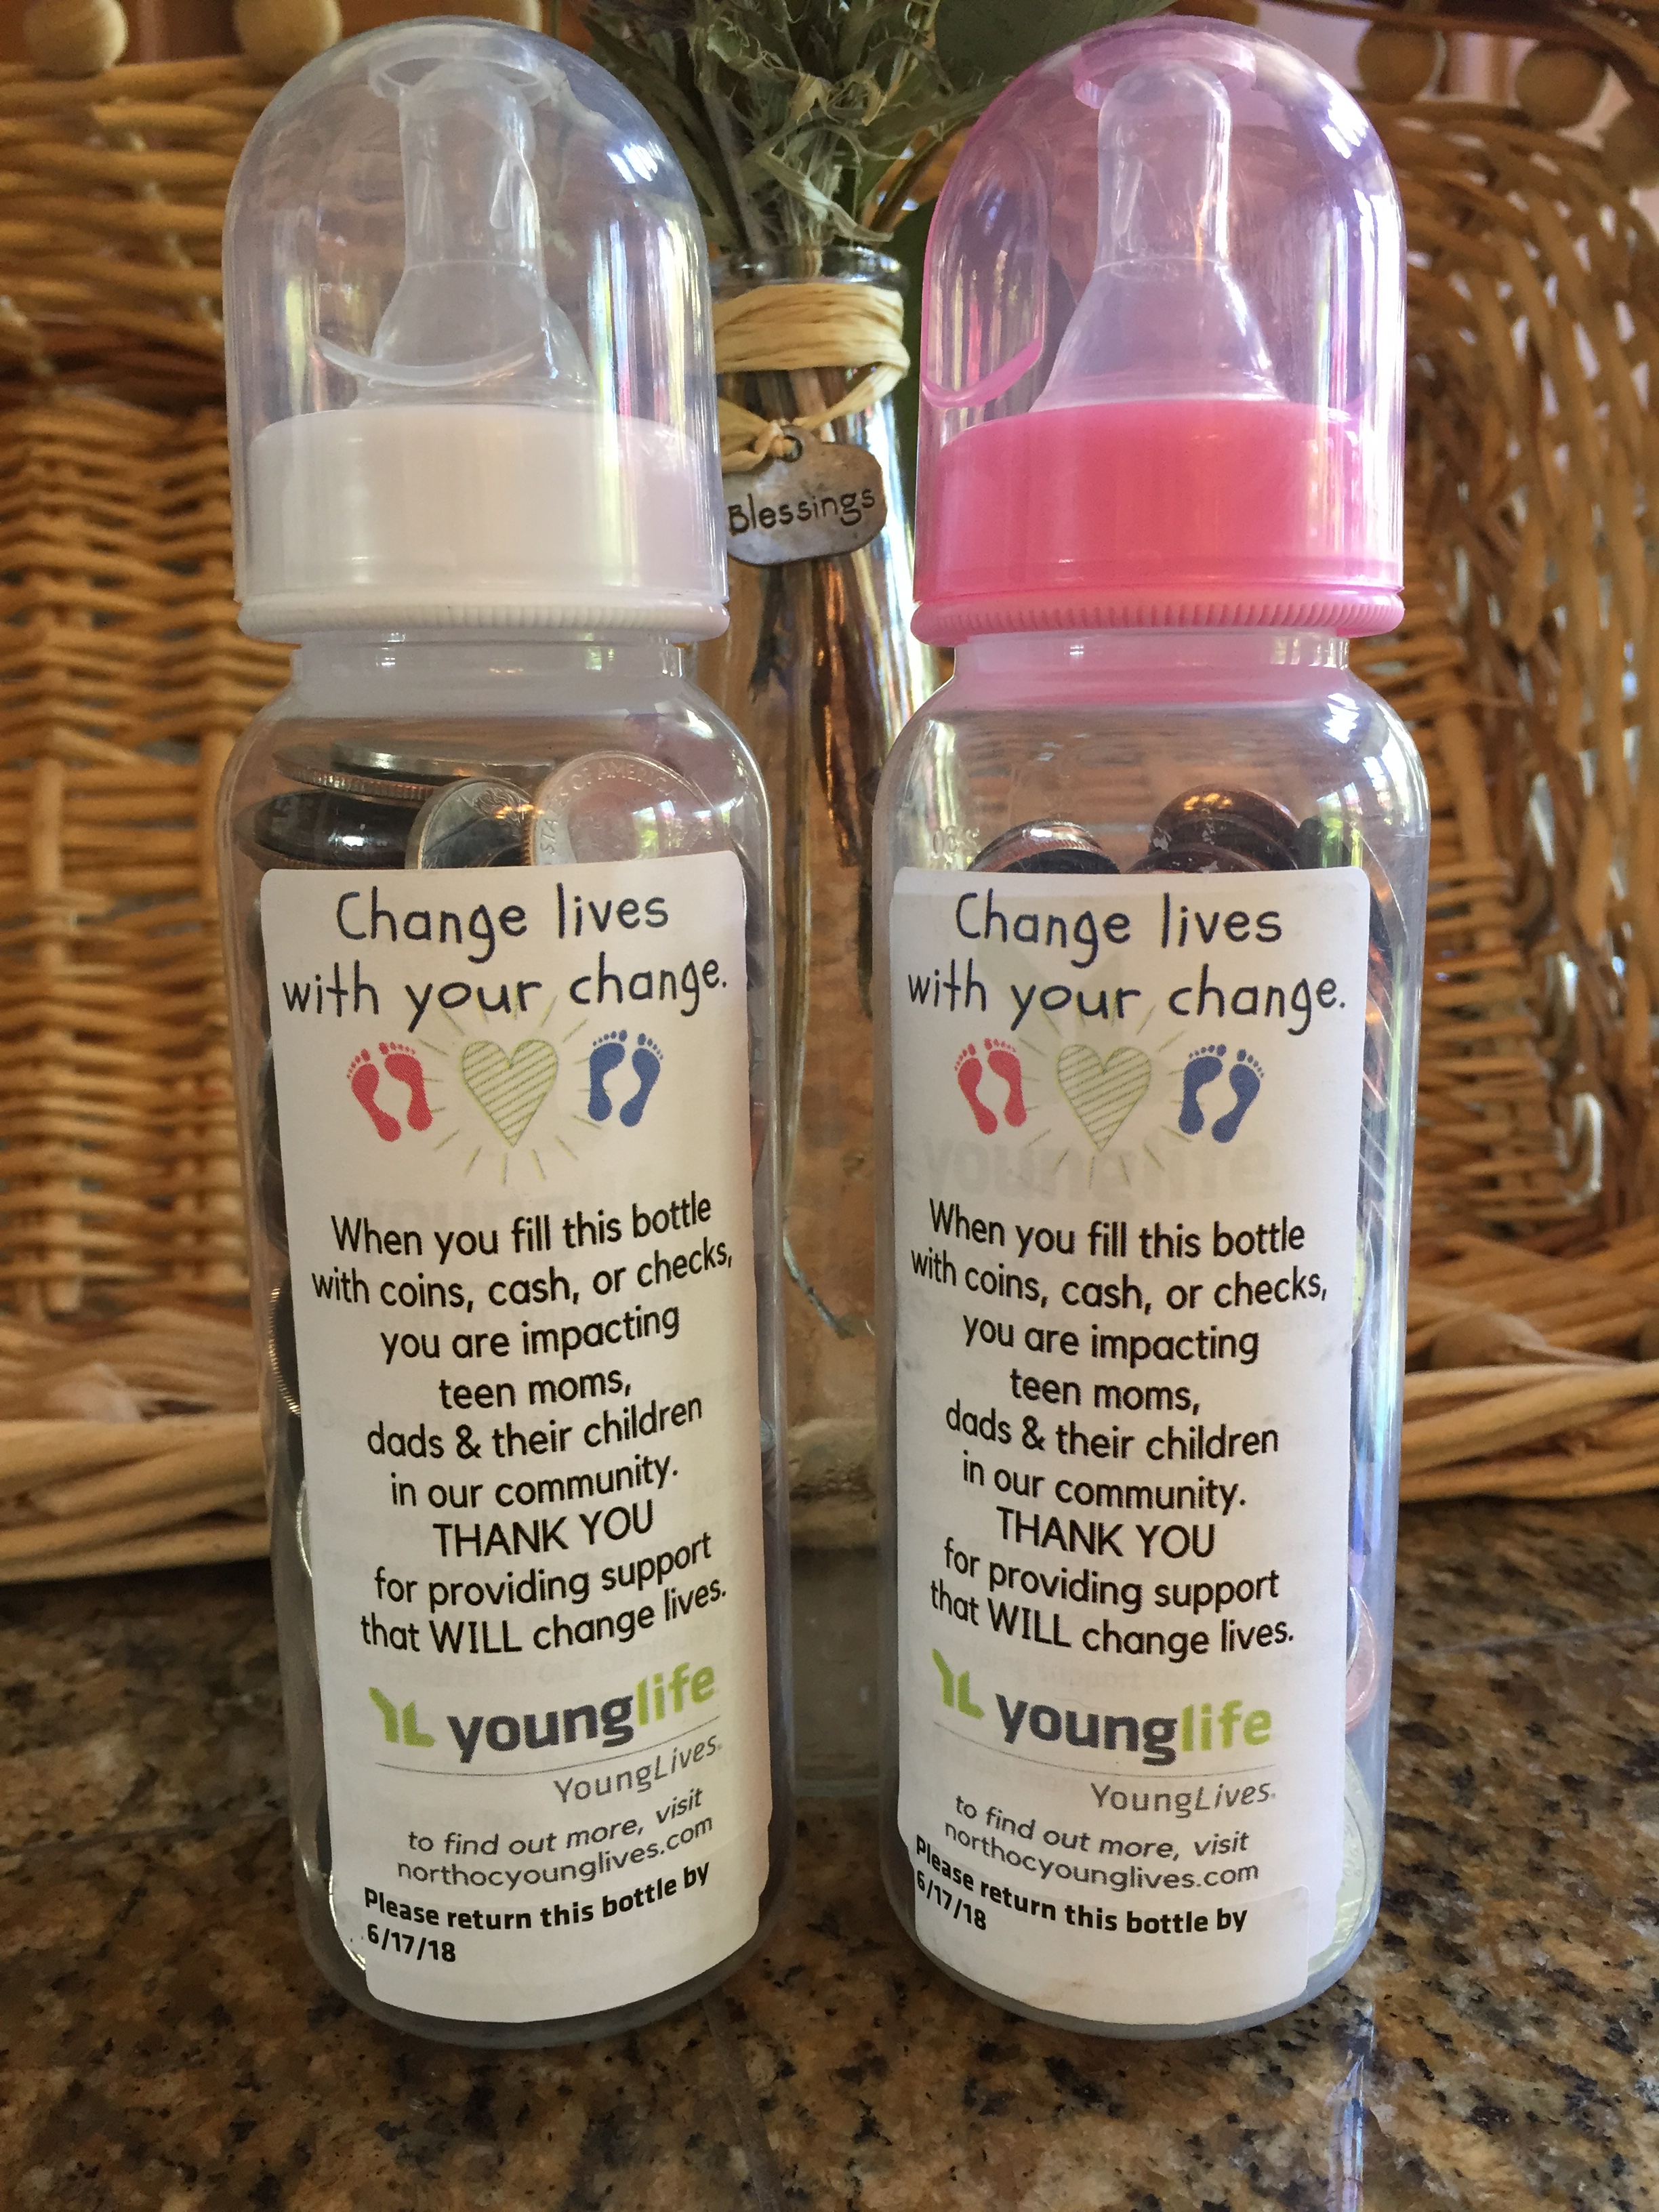 Blessings
Change lives
with your change.
When you fill this bottle
with coins, cash, or checks,
you are impacting
teen moms,
dads & their children
in our community.
THANK YOU
for providing support
that WILL change lives.
YL younglife
YoungLives
to find out more, visit
northocyounglives.com
Please return this bottle by
6/17/18
Change lives
with your change.
When you fill this bottle
with coins, cash, or checks,
you are impacting
teen moms,
dads & their children
in our community.
THANK YOU
for providing support
that WILL change lives.
YL younglife
YoungLives
to find out more, visit
northocyounglives.com
Please return this bottle by
6/17/18